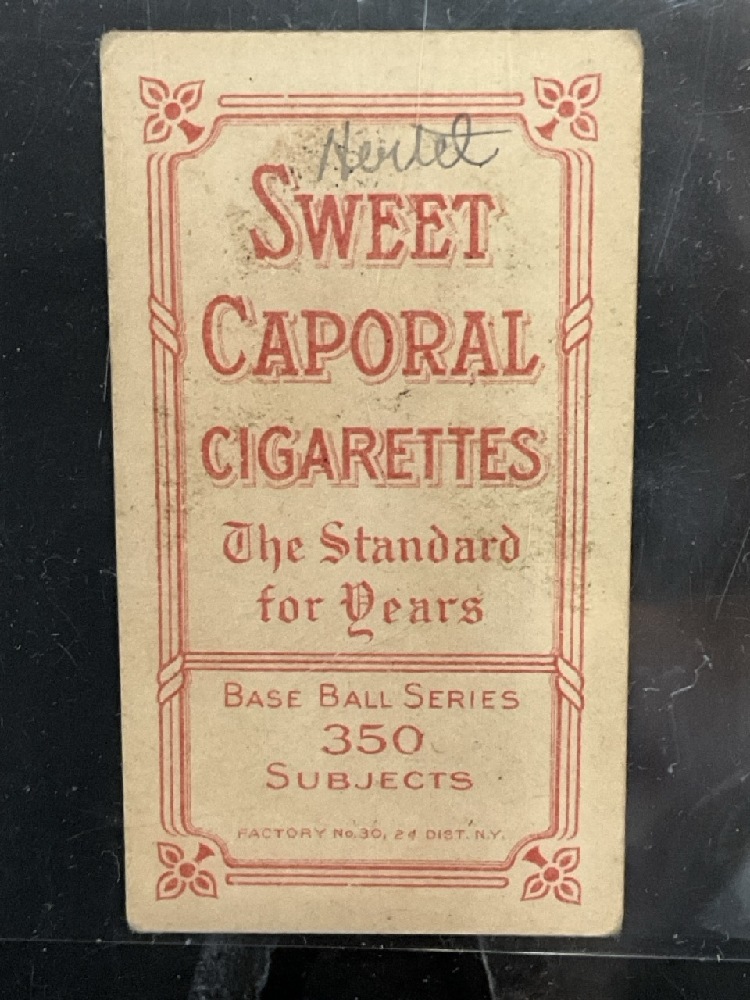 SWEET
CAPORAL
CIGARETTES
The Standard
for Years
BASE BALL SERIES
350
SUBJECTS
FACTORY No. 30, 2d DIST. N.Y.